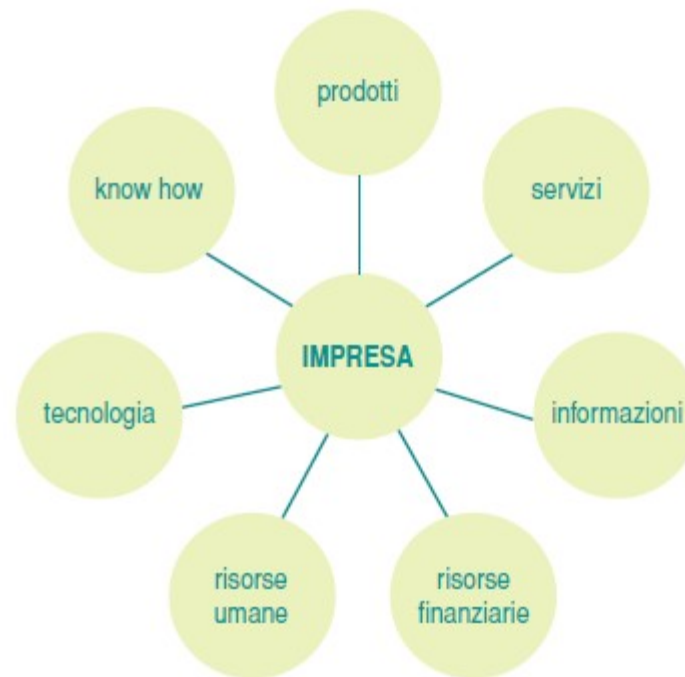 prodotti
know how
servizi
IMPRESA
tecnologia
informazioni
risorse
umane
risorse
finanziarie